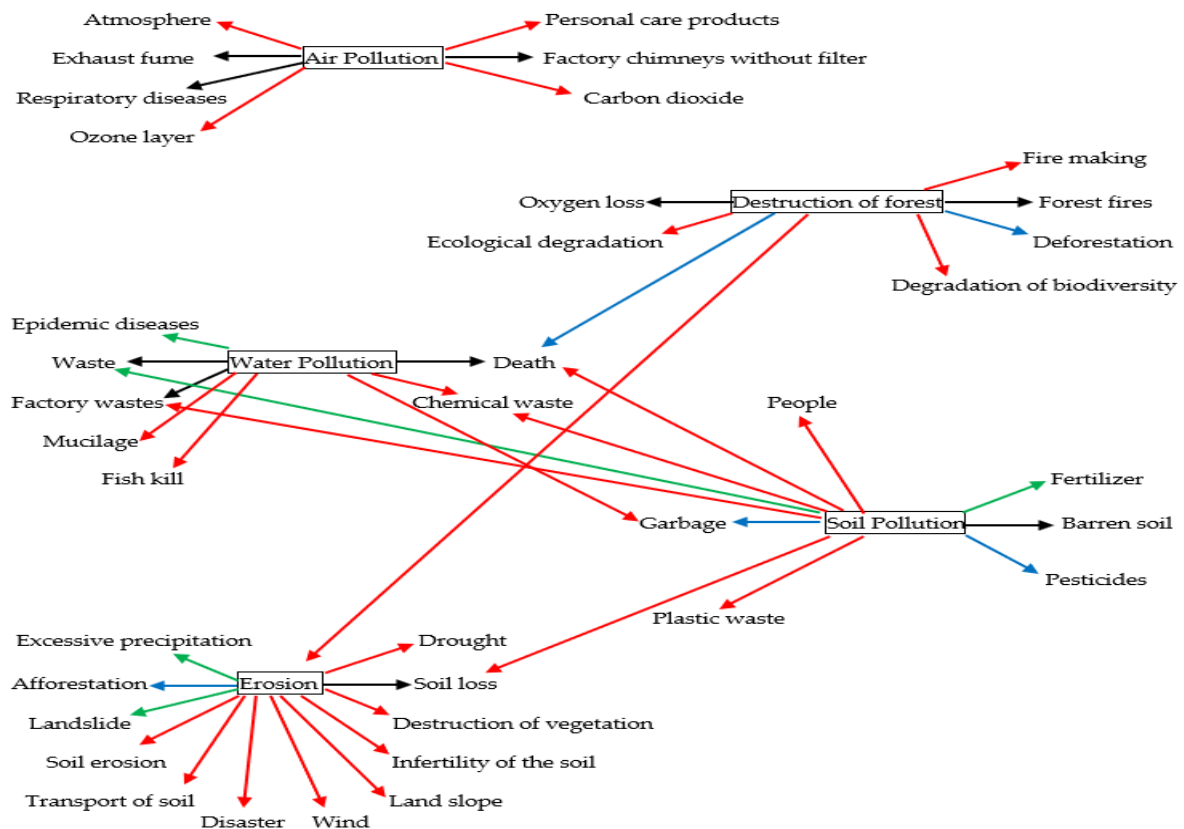 Atmosphere
Personal care products
Exhaust fume
Air Pollution
Factory chimneys without filter
Respiratory diseases
Carbon dioxide
Ozone layer
Fire making
Oxygen loss
Destruction of forest
Forest fires
Ecological degradation
Deforestation
Degradation of biodiversity
Epidemic diseases
Waste
Water Pollution
Death
Factory wastes
Chemical waste
People
Mucilage
Fish kill
Fertilizer
Garbage
Soil Pollution
Barren soil
Pesticides
Plastic waste
Excessive precipitation
Drought
Afforestation
Erosion
Soil loss
Landslide
Destruction of vegetation
Soil erosion
Infertility of the soil
Transport of soil
Land slope
Disaster
Wind